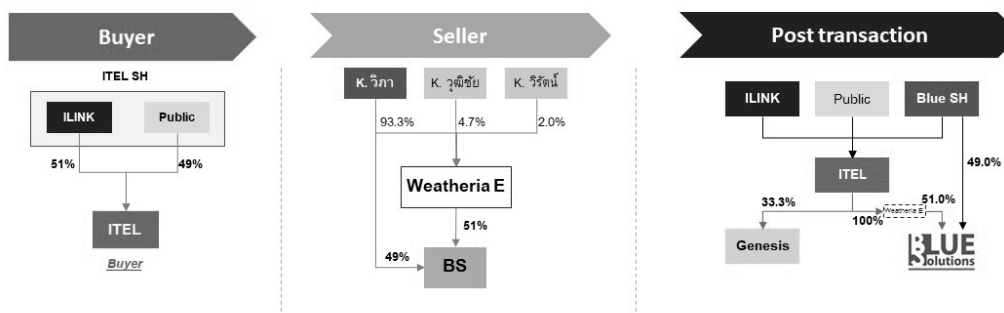 Buyer
ITEL SH
ILINK
Public
51%
49%
ITEL
Buyer
Seller
K. วิภา
K. วุฒิชัย
K. วิรัตน์
93.3%
4.7%
2.0%
Weatheria E
51%
49%
BS
Post transaction
ILINK
Public
Blue SH
ITEL
49.0%
33.3%
100%
Weatheria E
51.0%
Genesis
BLUE
Solutions